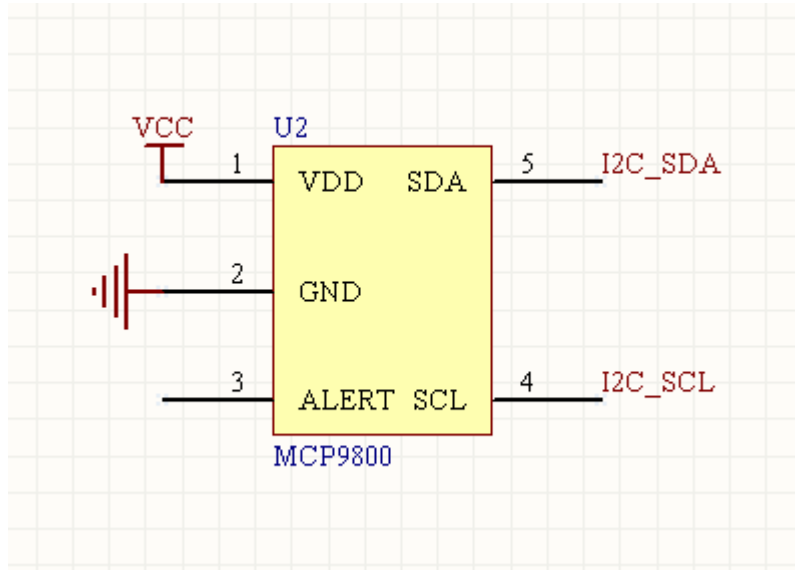 VCC
U2
1
VDD
SDA
5
I2C_SDA
2
GND
3
ALERT
SCL
4
I2C_SCL
MCP9800